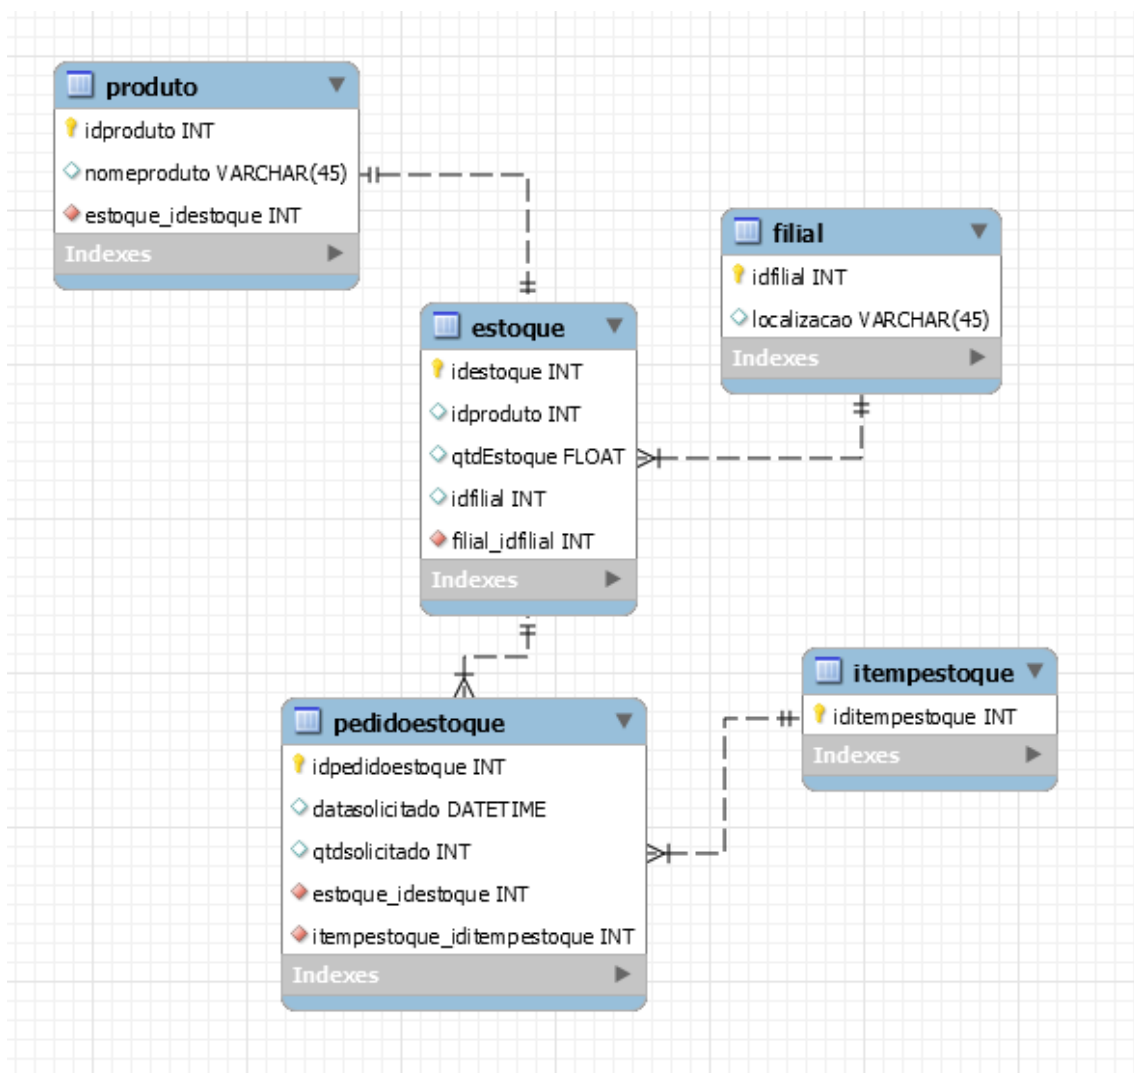 produto
idproduto INT
nomeproduto VARCHAR(45)
estoque_idestoque INT
Indexes
filial
idfilial INT
localizacao VARCHAR(45)
Indexes
estoque
idestoque INT
idproduto INT
qtdEstoque FLOAT
idfilial INT
filial_idfilial INT
Indexes
pedidoestoque
idpedidoestoque INT
datasolicitado DATETIME
qtdsolicitado INT
estoque_idestoque INT
itempestoque_iditempestoque INT
Indexes
itempestoque
iditempestoque INT
Indexes